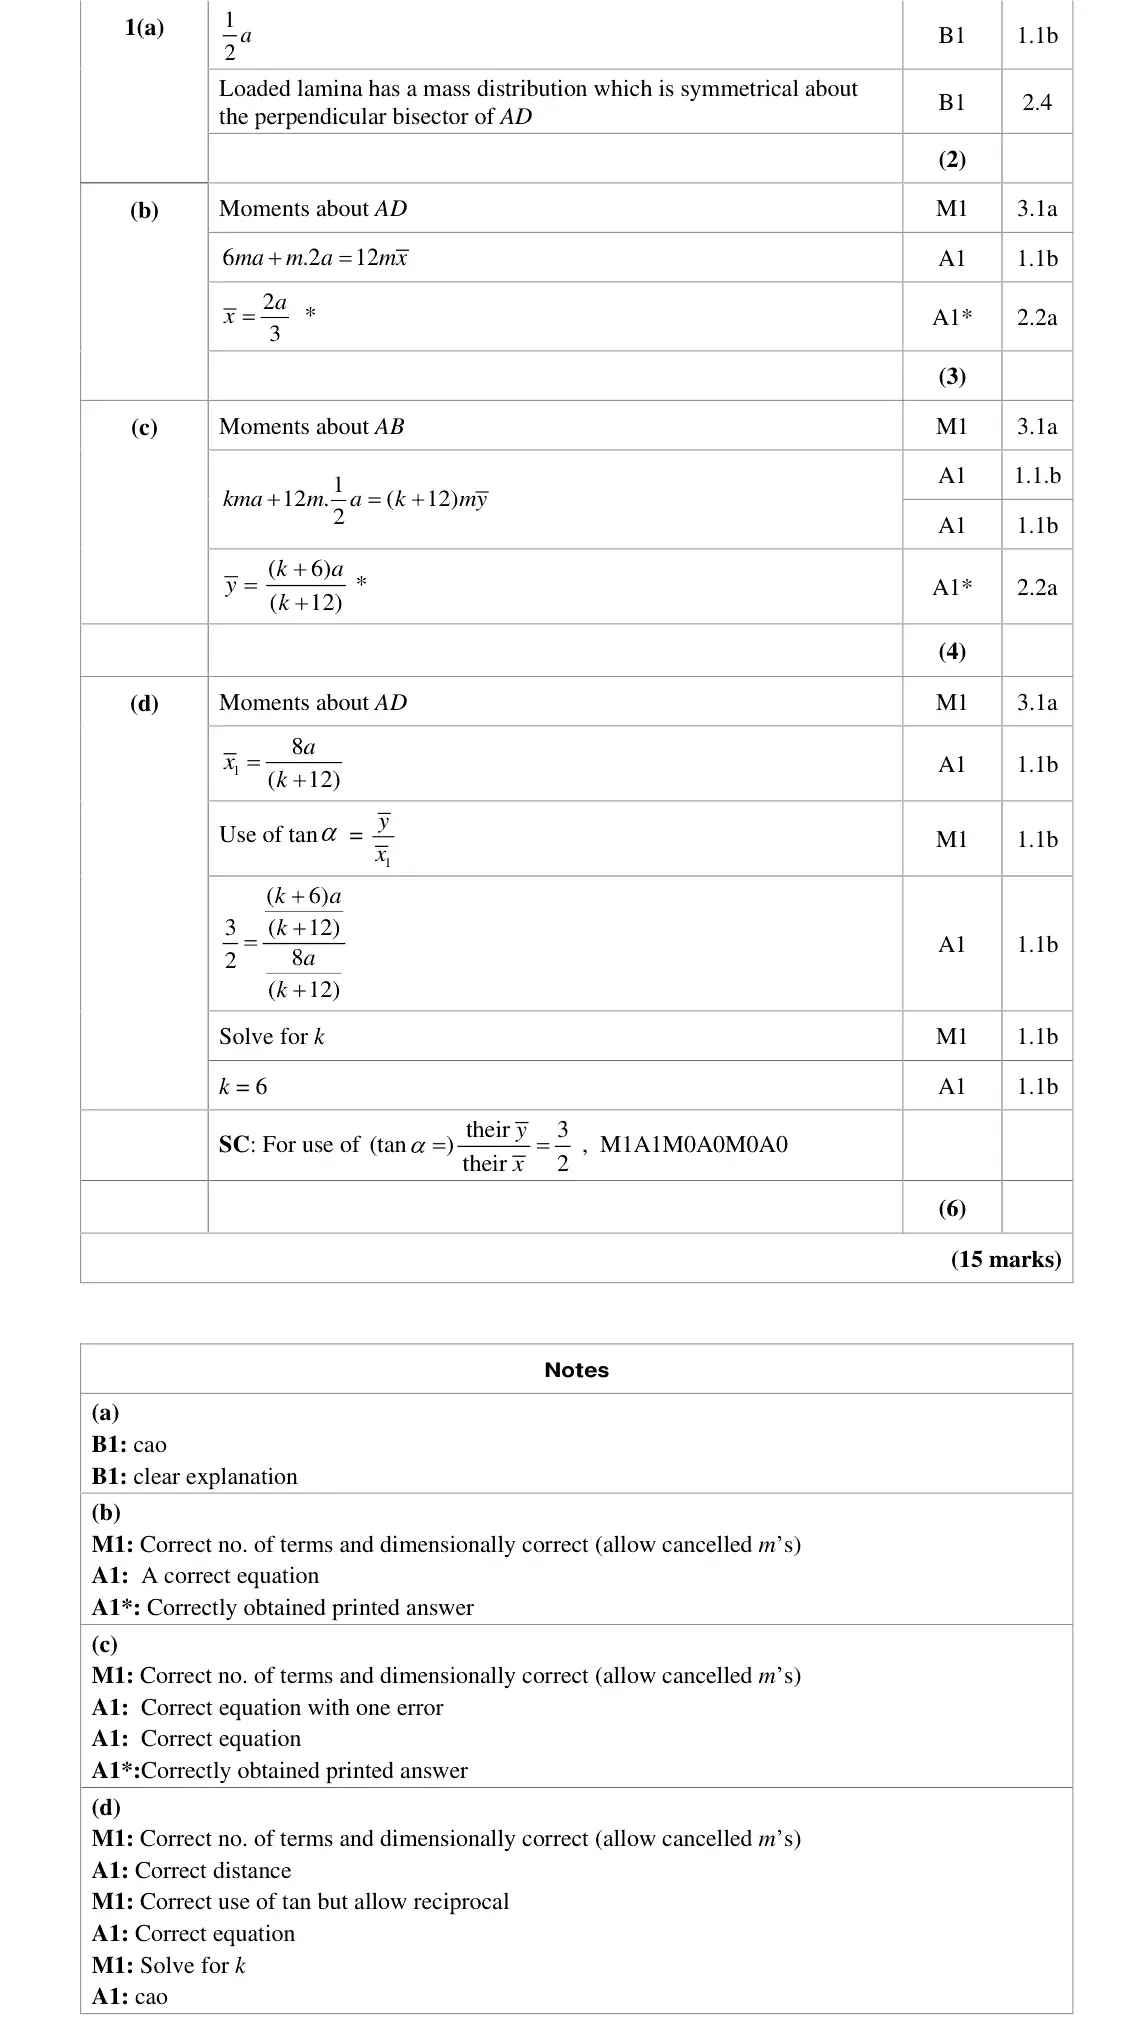 1(a) 1/2 a B1 1.1b
Loaded lamina has a mass distribution which is symmetrical about
the perpendicular bisector of AD B1 2.4
(2)
(b) Moments about AD M1 3.1a
6ma + m.2a = 12mx̅ A1 1.1b
x̅ = 2a/3 * A1* 2.2a
(3)
(c) Moments about AB M1 3.1a
kma + 12m.1/2 a = (k + 12)my̅ A1 1.1.b
A1 1.1b
y̅ = (k + 6)a/(k + 12) * A1* 2.2a
(4)
(d) Moments about AD M1 3.1a
x̅₁ = 8a/(k + 12) A1 1.1b
Use of tan α = y̅/x̅₁ M1 1.1b
3/2 = ((k + 6)a/(k + 12))/(8a/(k + 12)) A1 1.1b
Solve for k M1 1.1b
k = 6 A1 1.1b
SC: For use of (tan α =) their y̅/their x̅ = 3/2 , M1A1M0A0M0A0
(6)
(15 marks)
Notes
(a)
B1: cao
B1: clear explanation
(b)
M1: Correct no. of terms and dimensionally correct (allow cancelled m’s)
A1: A correct equation
A1*: Correctly obtained printed answer
(c)
M1: Correct no. of terms and dimensionally correct (allow cancelled m’s)
A1: Correct equation with one error
A1: Correct equation
A1*:Correctly obtained printed answer
(d)
M1: Correct no. of terms and dimensionally correct (allow cancelled m’s)
A1: Correct distance
M1: Correct use of tan but allow reciprocal
A1: Correct equation
M1: Solve for k
A1: cao